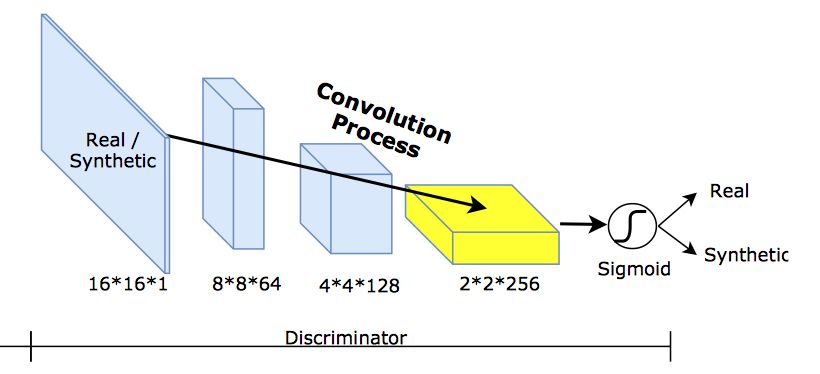 Convolution
Process
Real /
Synthetic
Real
Synthetic
Sigmoid
16*16*1
8*8*64
4*4*128
2*2*256
Discriminator